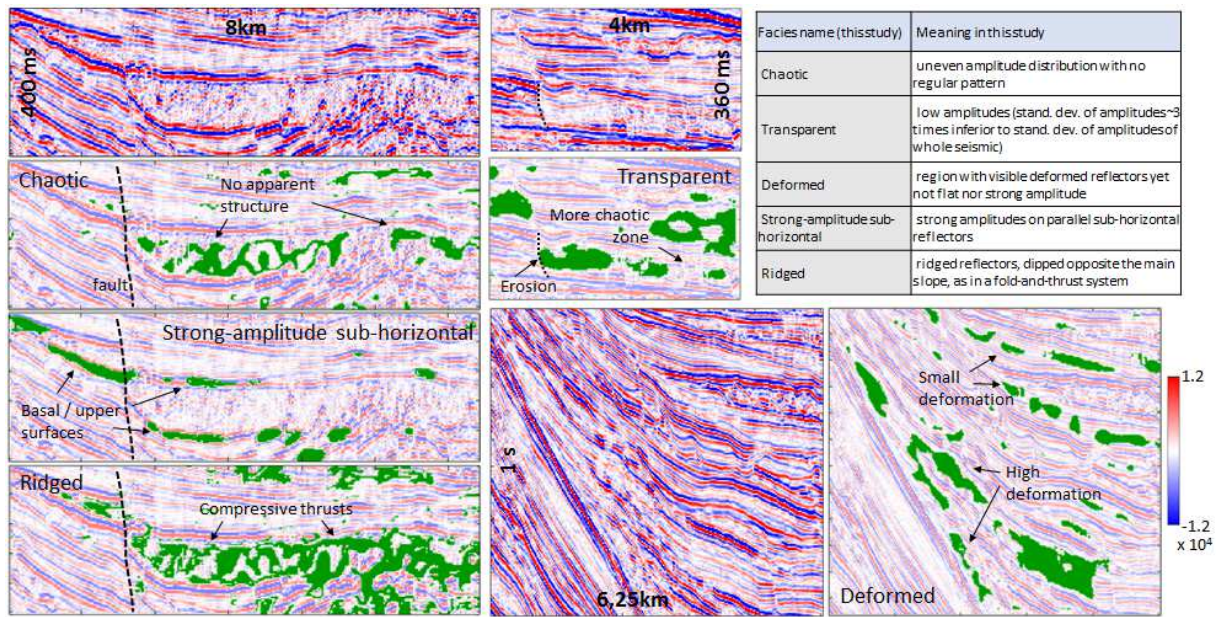 8km
400 ms
4km
360 ms
Facies name (this study)
Meaning in this study
Chaotic
uneven amplitude distribution with no
regular pattern
Transparent
low amplitudes (stand. dev. of amplitudes~3
times inferior to stand. dev. of amplitudes of
whole seismic)
Deformed
region with visible deformed reflectors yet
not flat nor strong amplitude
Strong-amplitude sub-
horizontal
strong amplitudes on parallel sub-horizontal
reflectors
Ridged
ridged reflectors, dipped opposite the main
slope, as in a fold-and-thrust system
Chaotic
No apparent
structure
fault
Transparent
More chaotic
zone
Erosion
Strong-amplitude sub-horizontal
Basal / upper
surfaces
Ridged
Compressive thrusts
1 s
6,25km
Small
deformation
High
deformation
Deformed
1.2
-1.2
x 10⁴